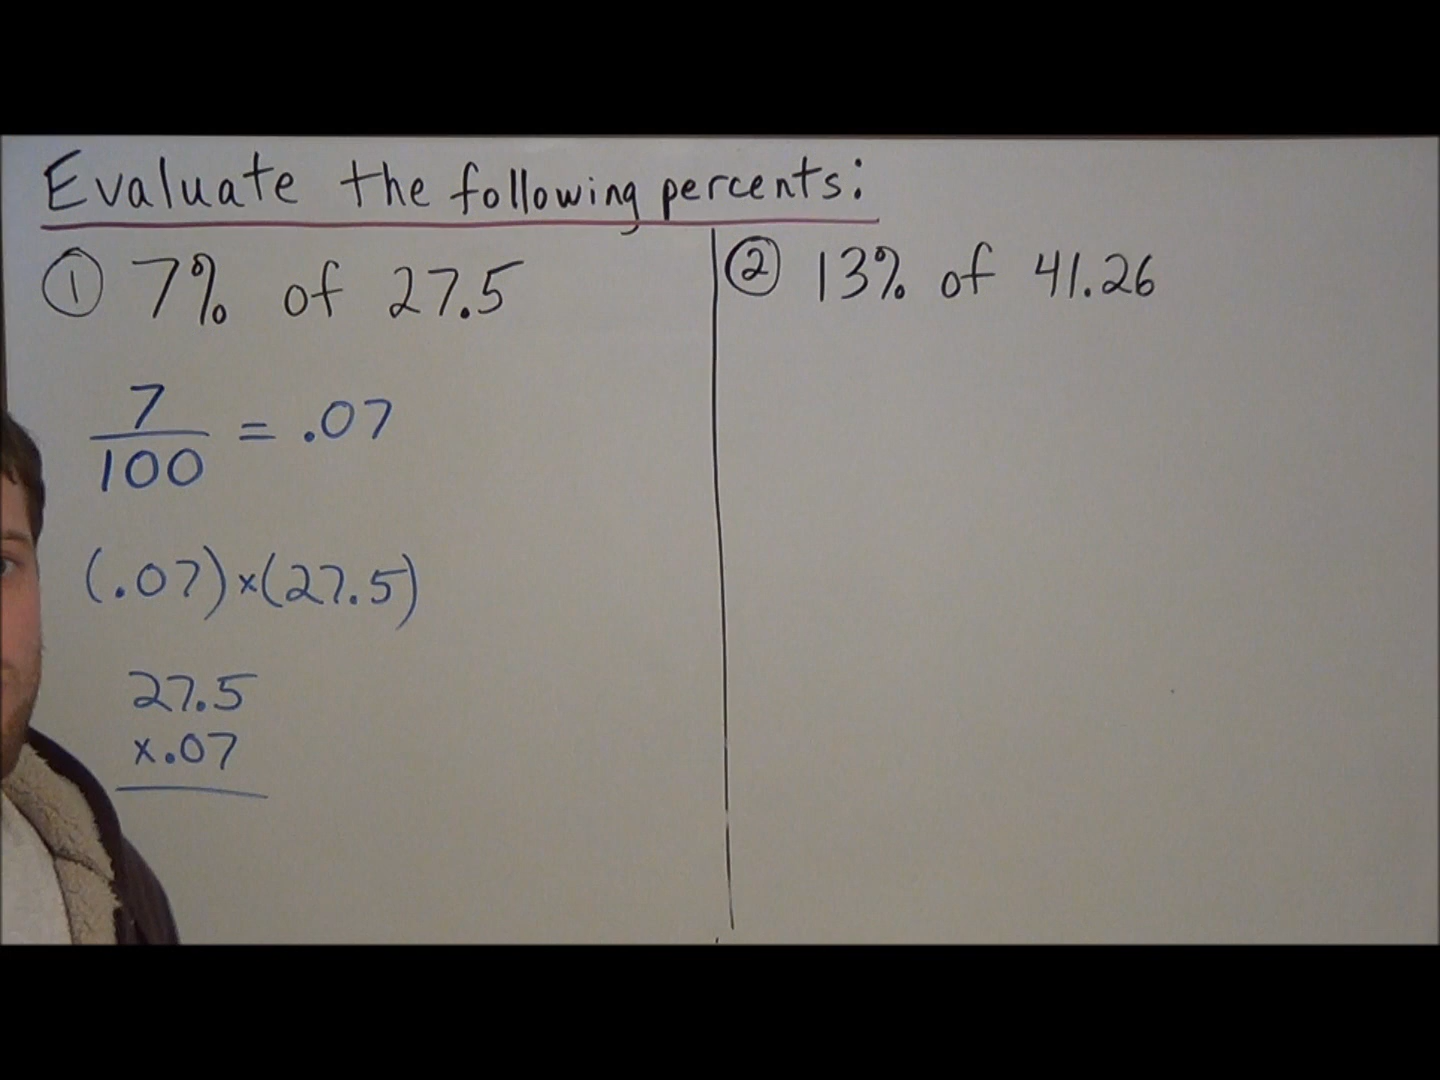 Evaluate the following percents:
① 7% of 27.5
7
100
= .07
(.07)×(27.5)
27.5
×.07
② 13% of 41.26